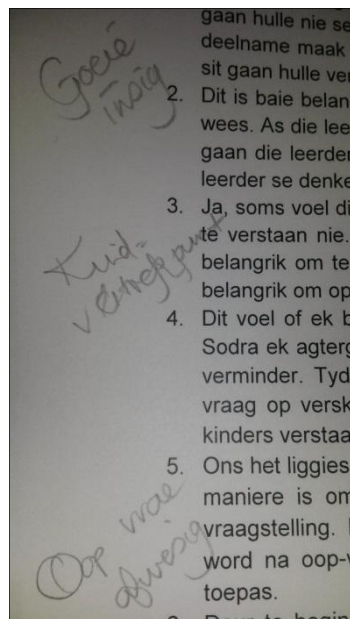 gaan hulle nie se
deelname maak
sit gaan hulle ver
Goeie
insig
2. Dit is baie belan
wees. As die lee
gaan die leerder
leerder se denke
3. Ja, soms voel di
te verstaan nie.
Kind-
vertrekpunt
belangrik om te
belangrik om op
4. Dit voel of ek b
Sodra ek agterg
verminder. Tyd
vraag op versk
kinders verstaa
5. Ons het liggies
maniere is om
Oop vrae
afwesig
vraagstelling.
word na oop-v
toepas.